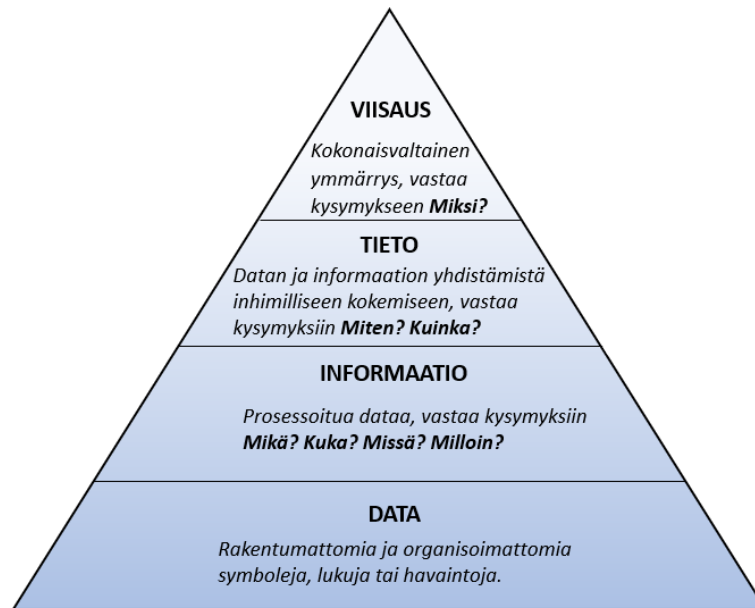 VIISAUS
Kokonaisvaltainen
ymmärrys, vastaa
kysymykseen Miksi?
TIETO
Datan ja informaation yhdistämistä
inhimilliseen kokemiseen, vastaa
kysymyksiin Miten? Kuinka?
INFORMAATIO
Prosessoitua dataa, vastaa kysymyksiin
Mikä? Kuka? Missä? Milloin?
DATA
Rakentumattomia ja organisoimattomia
symboleja, lukuja tai havaintoja.